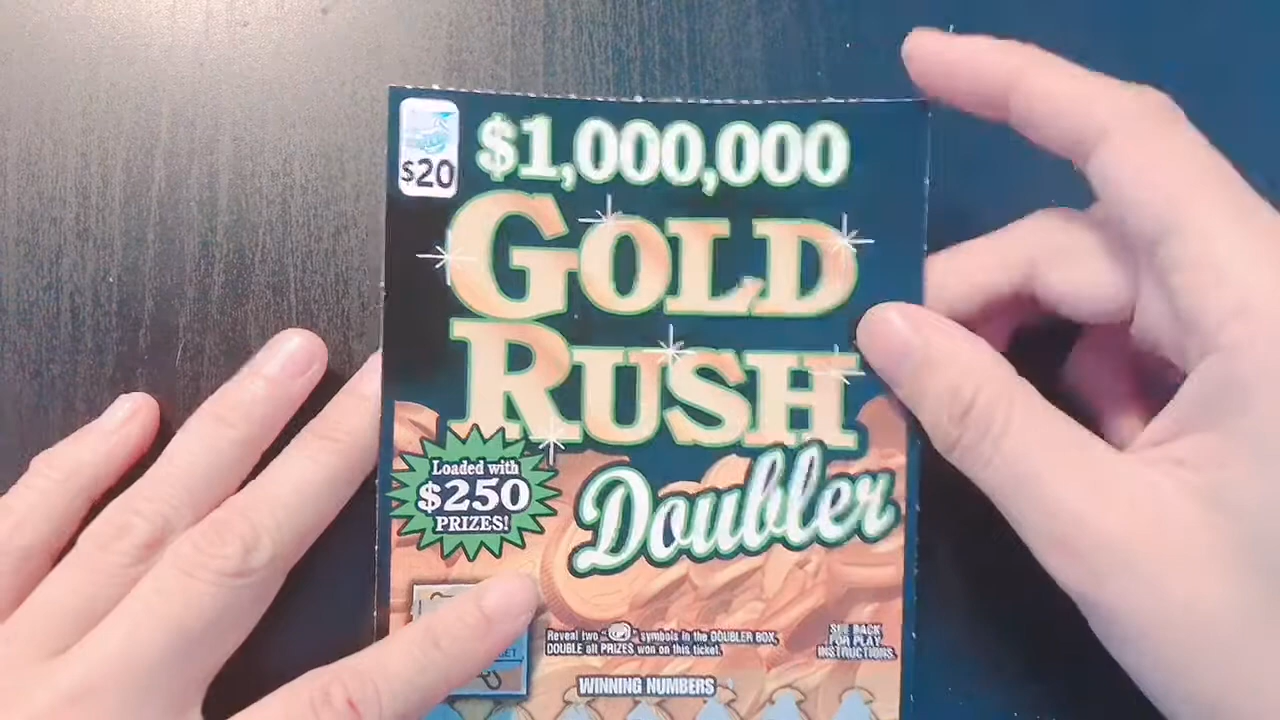 $20
$1,000,000
GOLD
RUSH
Doubler
Loaded with
$250
PRIZES!
Reveal two " " symbols in the DOUBLER BOX,
DOUBLE all PRIZES won on this ticket.
SEE BACK
FOR PLAY
INSTRUCTIONS.
WINNING NUMBERS